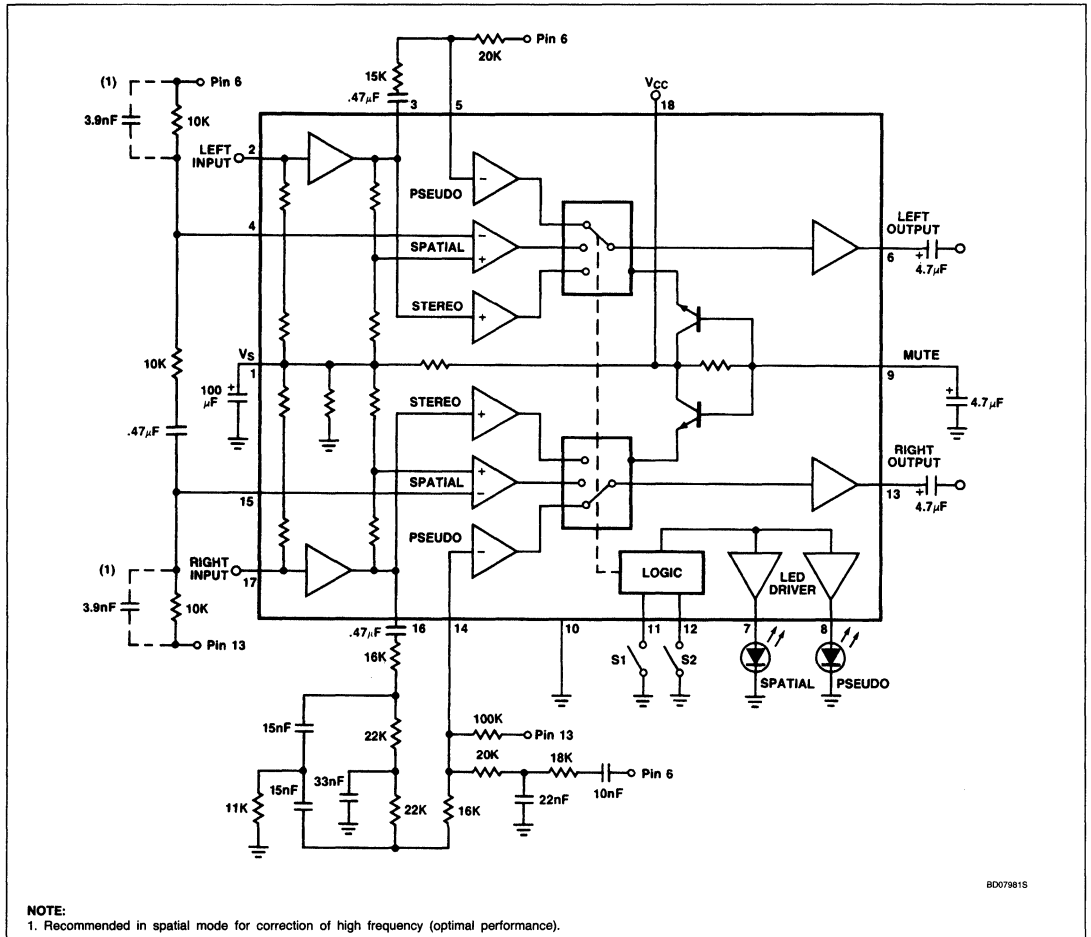 Pin 6
20K
15K
.47μF
3
5
VCC
18
(1)
Pin 6
3.9nF
10K
LEFT
INPUT
2
PSEUDO
−
4
SPATIAL
−
+
LEFT
OUTPUT
6
+
4.7μF
STEREO
+
10K
VS
1
MUTE
9
100
μF
+
+
4.7μF
STEREO
+
.47μF
SPATIAL
+
−
RIGHT
OUTPUT
13
+
4.7μF
15
PSEUDO
−
(1)
RIGHT
INPUT
17
LOGIC
LED
DRIVER
3.9nF
10K
Pin 13
.47μF
16
14
10
11
12
7
8
16K
S1
S2
SPATIAL
PSEUDO
15nF
22K
100K
Pin 13
20K
18K
Pin 6
33nF
15nF
11K
22K
16K
22nF
10nF
BD07981S
NOTE:
1. Recommended in spatial mode for correction of high frequency (optimal performance).